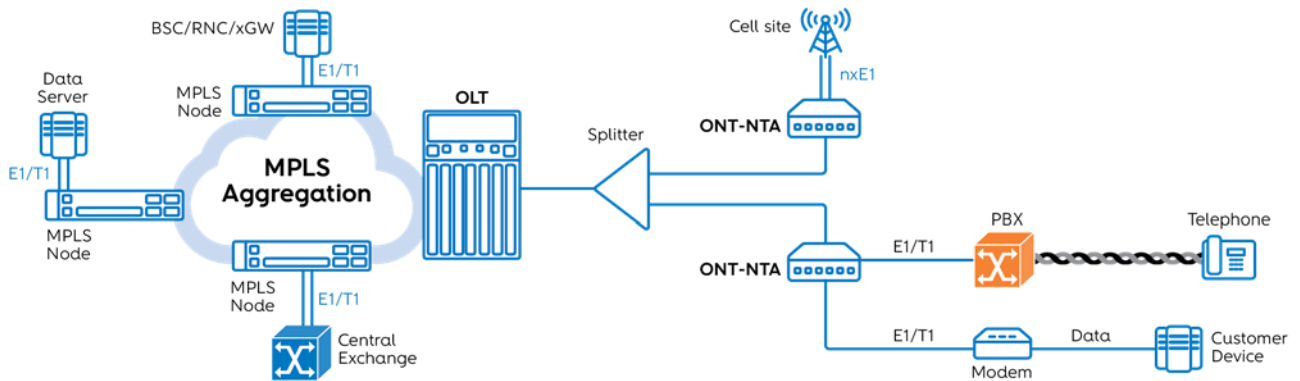 BSC/RNC/xGW
E1/T1
MPLS
Node
Data
Server
E1/T1
MPLS
Node
MPLS
Aggregation
MPLS
Node
E1/T1
Central
Exchange
OLT
Splitter
Cell site
nxE1
ONT-NTA
ONT-NTA
E1/T1
PBX
Telephone
E1/T1
Modem
Data
Customer
Device